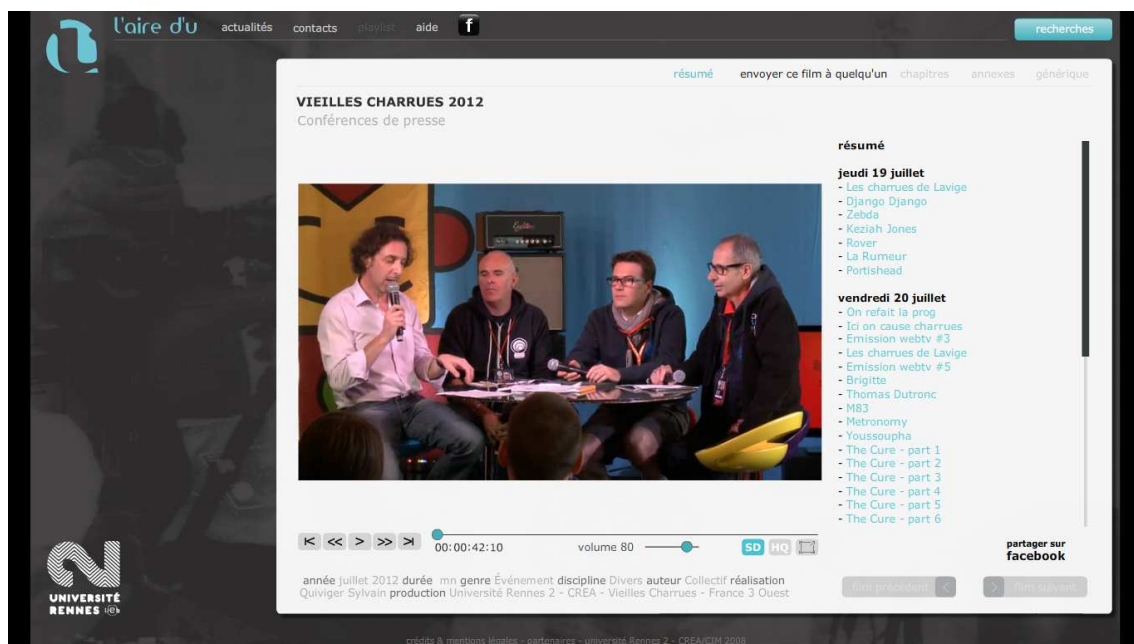 l'aire d'u actualités contacts playlist aide f
recherches
résumé envoyer ce film à quelqu'un chapitres annexes générique
VIEILLES CHARRUES 2012
Conférences de presse
résumé
jeudi 19 juillet
- Les charrues de Lavige
- Django Django
- Zebda
- Keziah Jones
- Rover
- La Rumeur
- Portishead
vendredi 20 juillet
- On refait la prog
- Ici on cause charrues
- Emission webtv #3
- Les charrues de Lavige
- Emission webtv #5
- Brigitte
- Thomas Dutronc
- M83
- Metronomy
- Youssoupha
- The Cure - part 1
- The Cure - part 2
- The Cure - part 3
- The Cure - part 4
- The Cure - part 5
- The Cure - part 6
00:00:42:10 volume 80 SD HQ
partager sur
facebook
année juillet 2012 durée mn genre Événement discipline Divers auteur Collectif réalisation
Quiviger Sylvain production Université Rennes 2 - CREA - Vieilles Charrues - France 3 Ouest
film précédent < > film suivant
UNIVERSITÉ
RENNES
crédits & mentions légales - partenaires - université Rennes 2 - CREA/CIM 2008